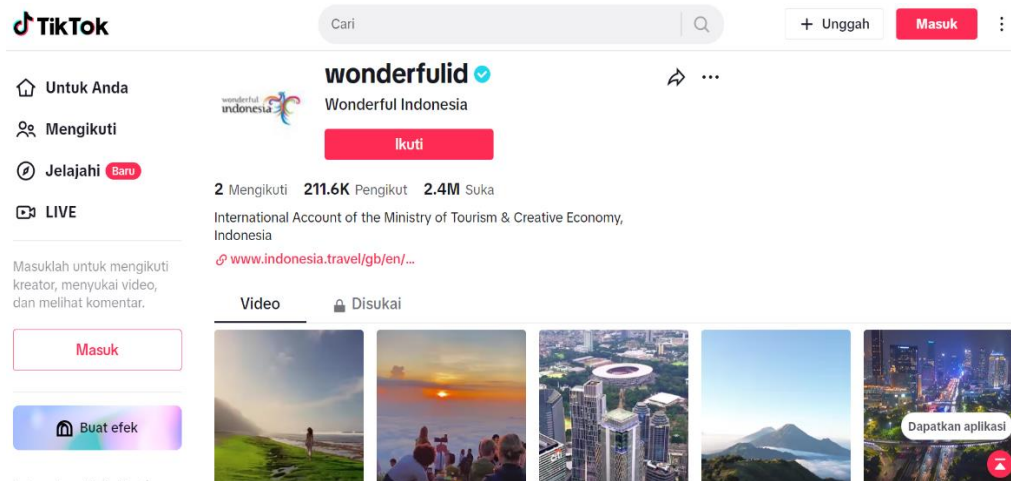 TikTok
Cari
+ Unggah
Masuk
Untuk Anda
Mengikuti
Jelajahi Baru
LIVE
Masuklah untuk mengikuti
kreator, menyukai video,
dan melihat komentar.
Masuk
Buat efek
wonderful
indonesia
wonderfulid
Wonderful Indonesia
Ikuti
2 Mengikuti 211.6K Pengikut 2.4M Suka
International Account of the Ministry of Tourism & Creative Economy,
Indonesia
www.indonesia.travel/gb/en/...
Video Disukai
citi
Dapatkan aplikasi